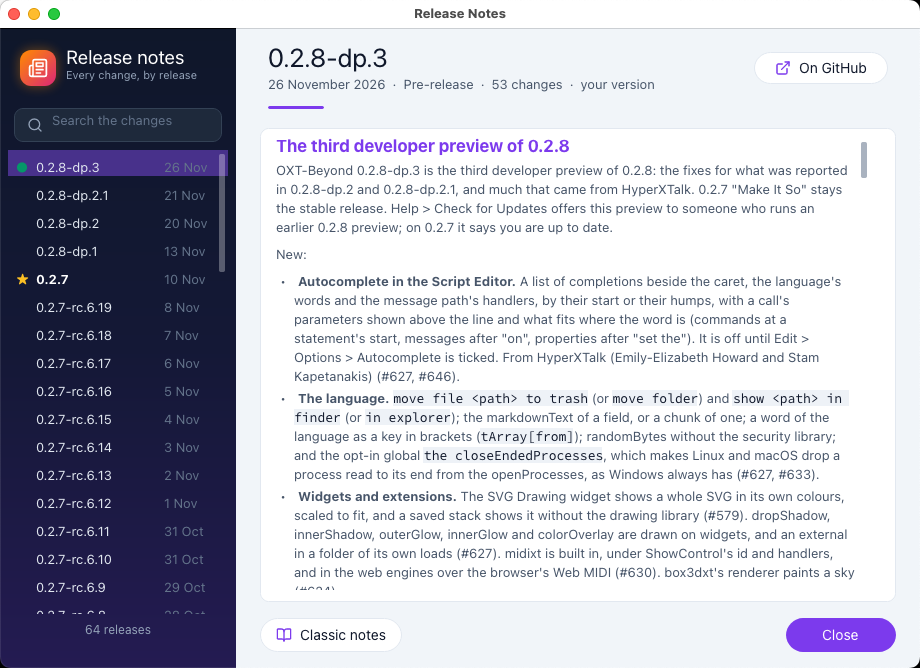 Release Notes
Release notes
Every change, by release
Search the changes
0.2.8-dp.3 26 Nov
0.2.8-dp.2.1 21 Nov
0.2.8-dp.2 20 Nov
0.2.8-dp.1 13 Nov
0.2.7 10 Nov
0.2.7-rc.6.19 8 Nov
0.2.7-rc.6.18 7 Nov
0.2.7-rc.6.17 6 Nov
0.2.7-rc.6.16 5 Nov
0.2.7-rc.6.15 4 Nov
0.2.7-rc.6.14 3 Nov
0.2.7-rc.6.13 2 Nov
0.2.7-rc.6.12 1 Nov
0.2.7-rc.6.11 31 Oct
0.2.7-rc.6.10 31 Oct
0.2.7-rc.6.9 29 Oct
64 releases
0.2.8-dp.3
26 November 2026 · Pre-release · 53 changes · your version
On GitHub
The third developer preview of 0.2.8
OXT-Beyond 0.2.8-dp.3 is the third developer preview of 0.2.8: the fixes for what was reported
in 0.2.8-dp.2 and 0.2.8-dp.2.1, and much that came from HyperXTalk. 0.2.7 "Make It So" stays
the stable release. Help > Check for Updates offers this preview to someone who runs an
earlier 0.2.8 preview; on 0.2.7 it says you are up to date.
New:
• Autocomplete in the Script Editor. A list of completions beside the caret, the language's
words and the message path's handlers, by their start or their humps, with a call's
parameters shown above the line and what fits where the word is (commands at a
statement's start, messages after "on", properties after "set the"). It is off until Edit >
Options > Autocomplete is ticked. From HyperXTalk (Emily-Elizabeth Howard and Stam
Kapetanakis) (#627, #646).
• The language. move file <path> to trash (or move folder) and show <path> in
finder (or in explorer); the markdownText of a field, or a chunk of one; a word of the
language as a key in brackets (tArray[from]); randomBytes without the security library;
and the opt-in global the closeEndedProcesses, which makes Linux and macOS drop a
process read to its end from the openProcesses, as Windows always has (#627, #633).
• Widgets and extensions. The SVG Drawing widget shows a whole SVG in its own colours,
scaled to fit, and a saved stack shows it without the drawing library (#579). dropShadow,
innerShadow, outerGlow, innerGlow and colorOverlay are drawn on widgets, and an external
in a folder of its own loads (#627). midixt is built in, under ShowControl's id and handlers,
and in the web engines over the browser's Web MIDI (#630). box3dxt's renderer paints a sky
Classic notes
Close